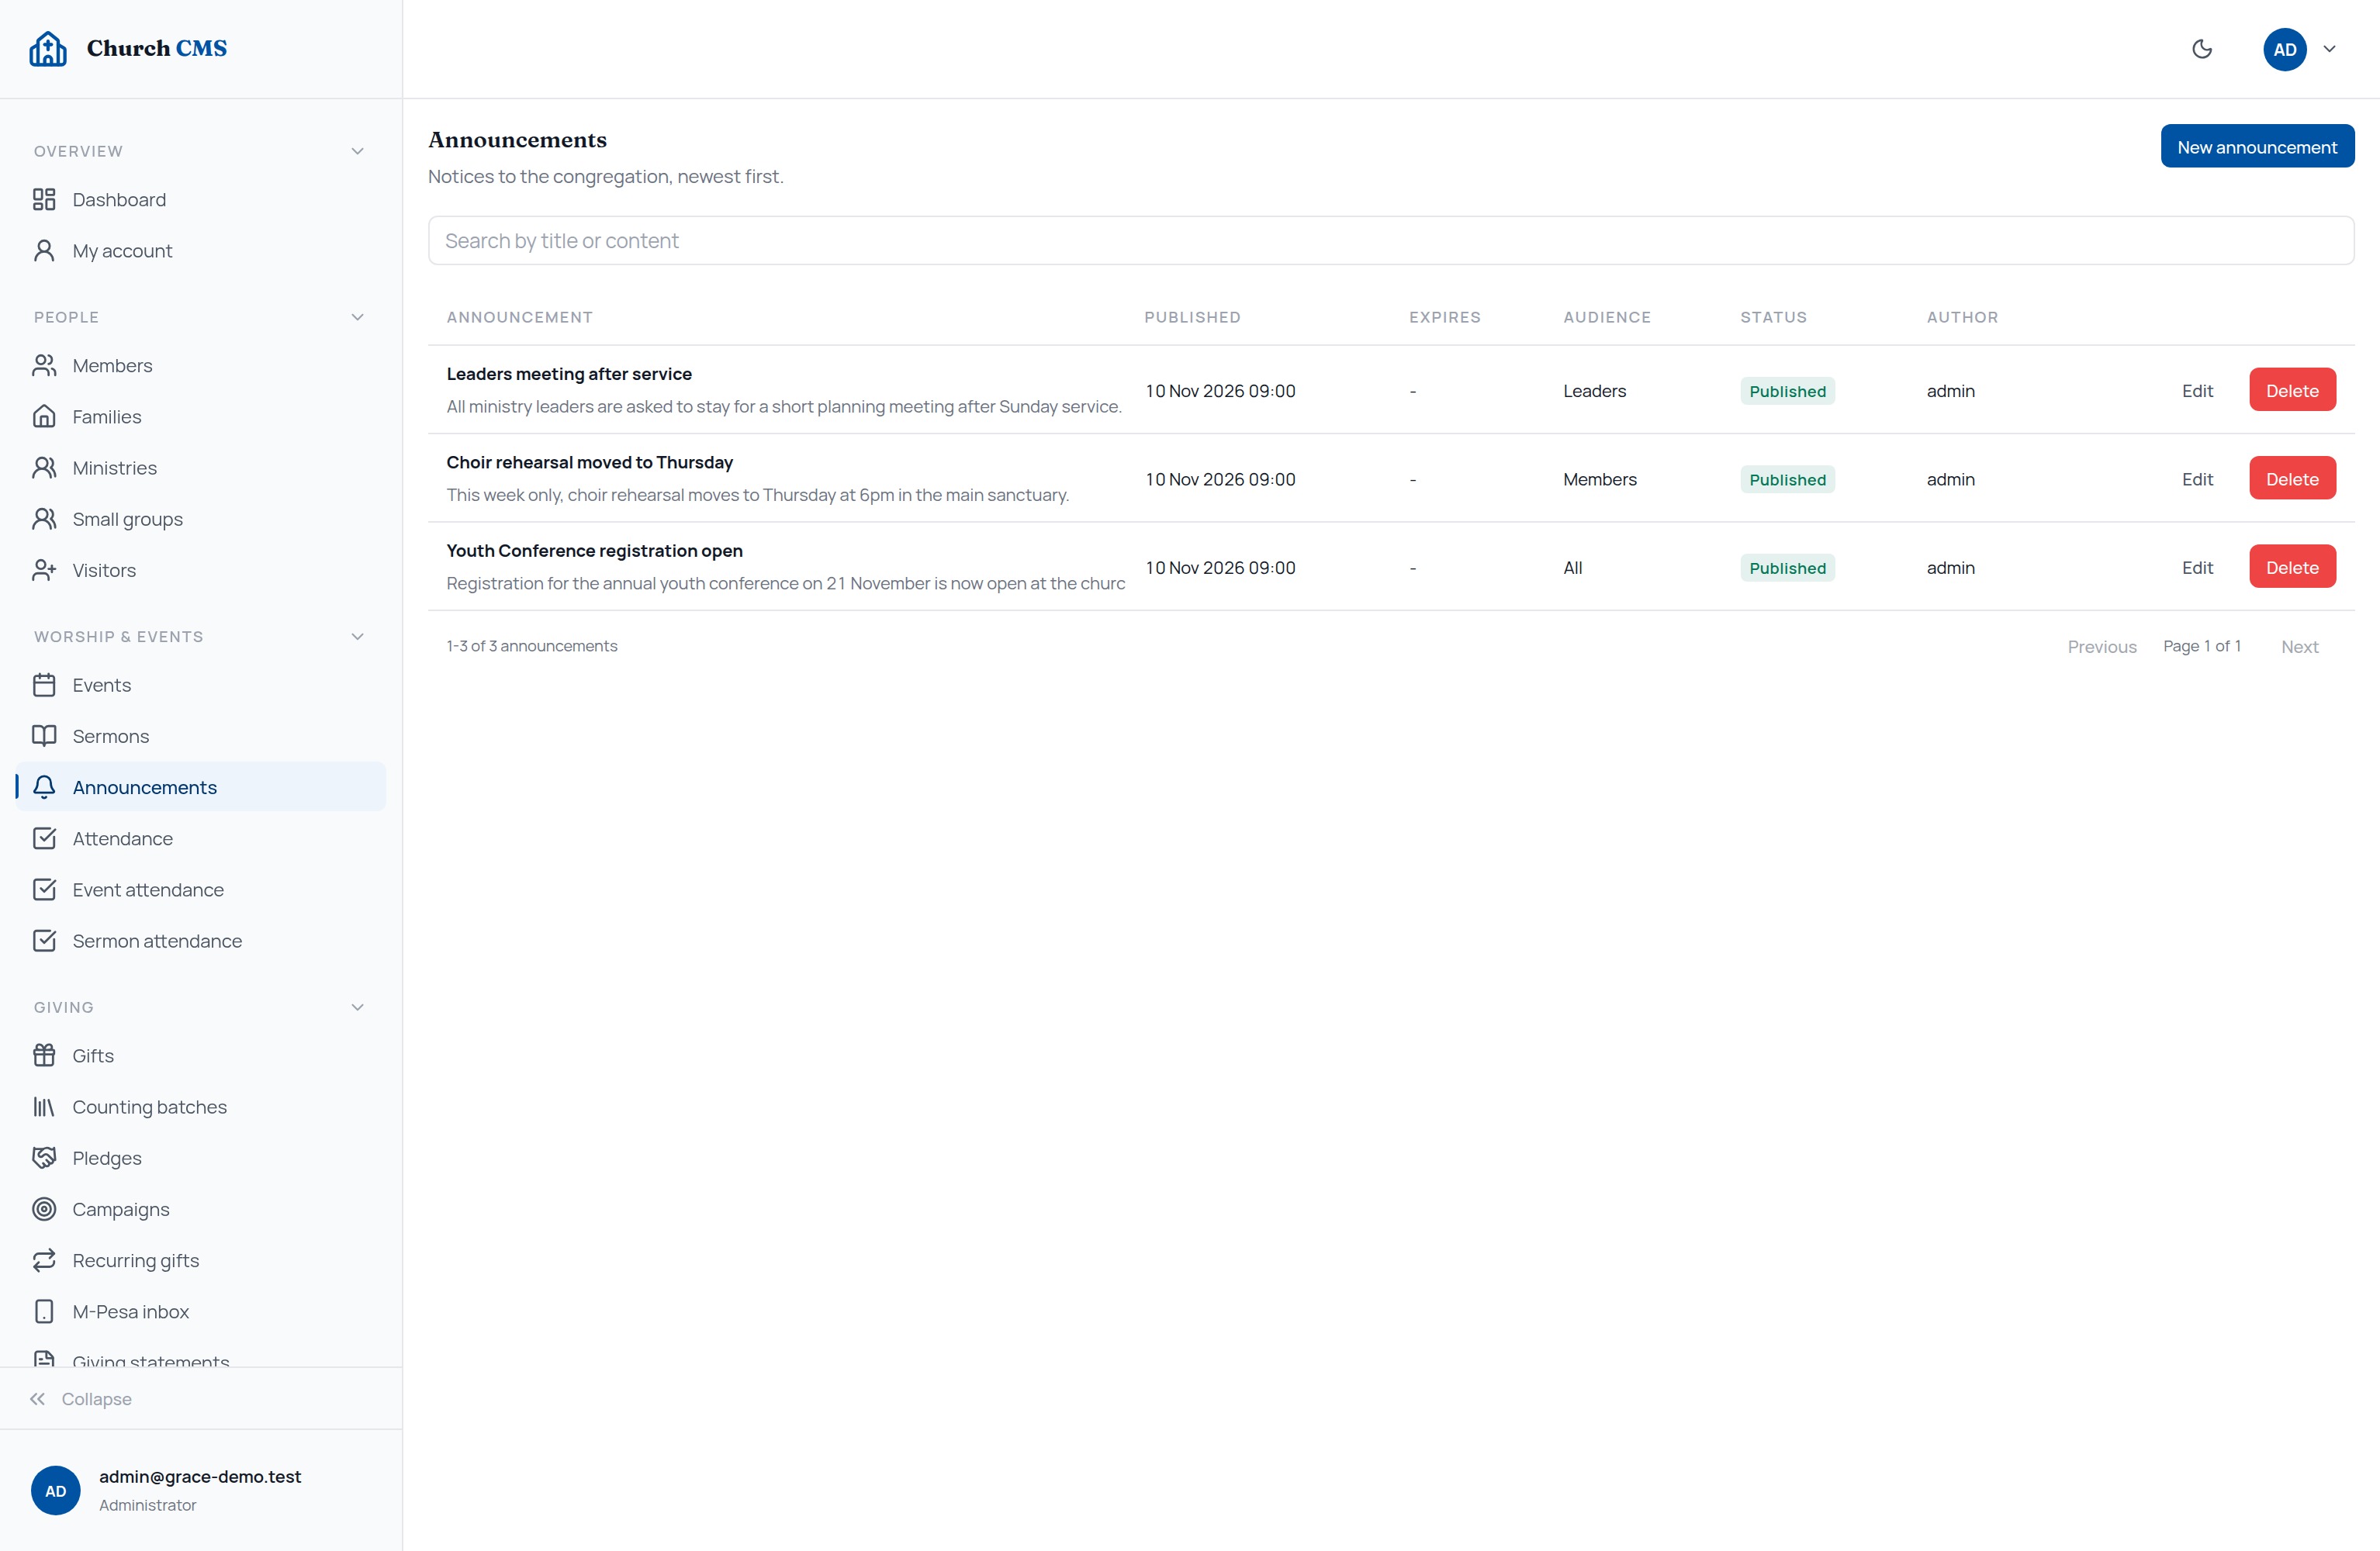 Church CMS
AD
OVERVIEW
Dashboard
My account
PEOPLE
Members
Families
Ministries
Small groups
Visitors
WORSHIP & EVENTS
Events
Sermons
Announcements
Attendance
Event attendance
Sermon attendance
GIVING
Gifts
Counting batches
Pledges
Campaigns
Recurring gifts
M-Pesa inbox
Giving statements
Collapse
AD
admin@grace-demo.test
Administrator
Announcements
Notices to the congregation, newest first.
New announcement
Search by title or content
ANNOUNCEMENT PUBLISHED EXPIRES AUDIENCE STATUS AUTHOR
Leaders meeting after service
All ministry leaders are asked to stay for a short planning meeting after Sunday service.
10 Nov 2026 09:00 - Leaders Published admin Edit Delete
Choir rehearsal moved to Thursday
This week only, choir rehearsal moves to Thursday at 6pm in the main sanctuary.
10 Nov 2026 09:00 - Members Published admin Edit Delete
Youth Conference registration open
Registration for the annual youth conference on 21 November is now open at the churc
10 Nov 2026 09:00 - All Published admin Edit Delete
1-3 of 3 announcements
Previous Page 1 of 1 Next